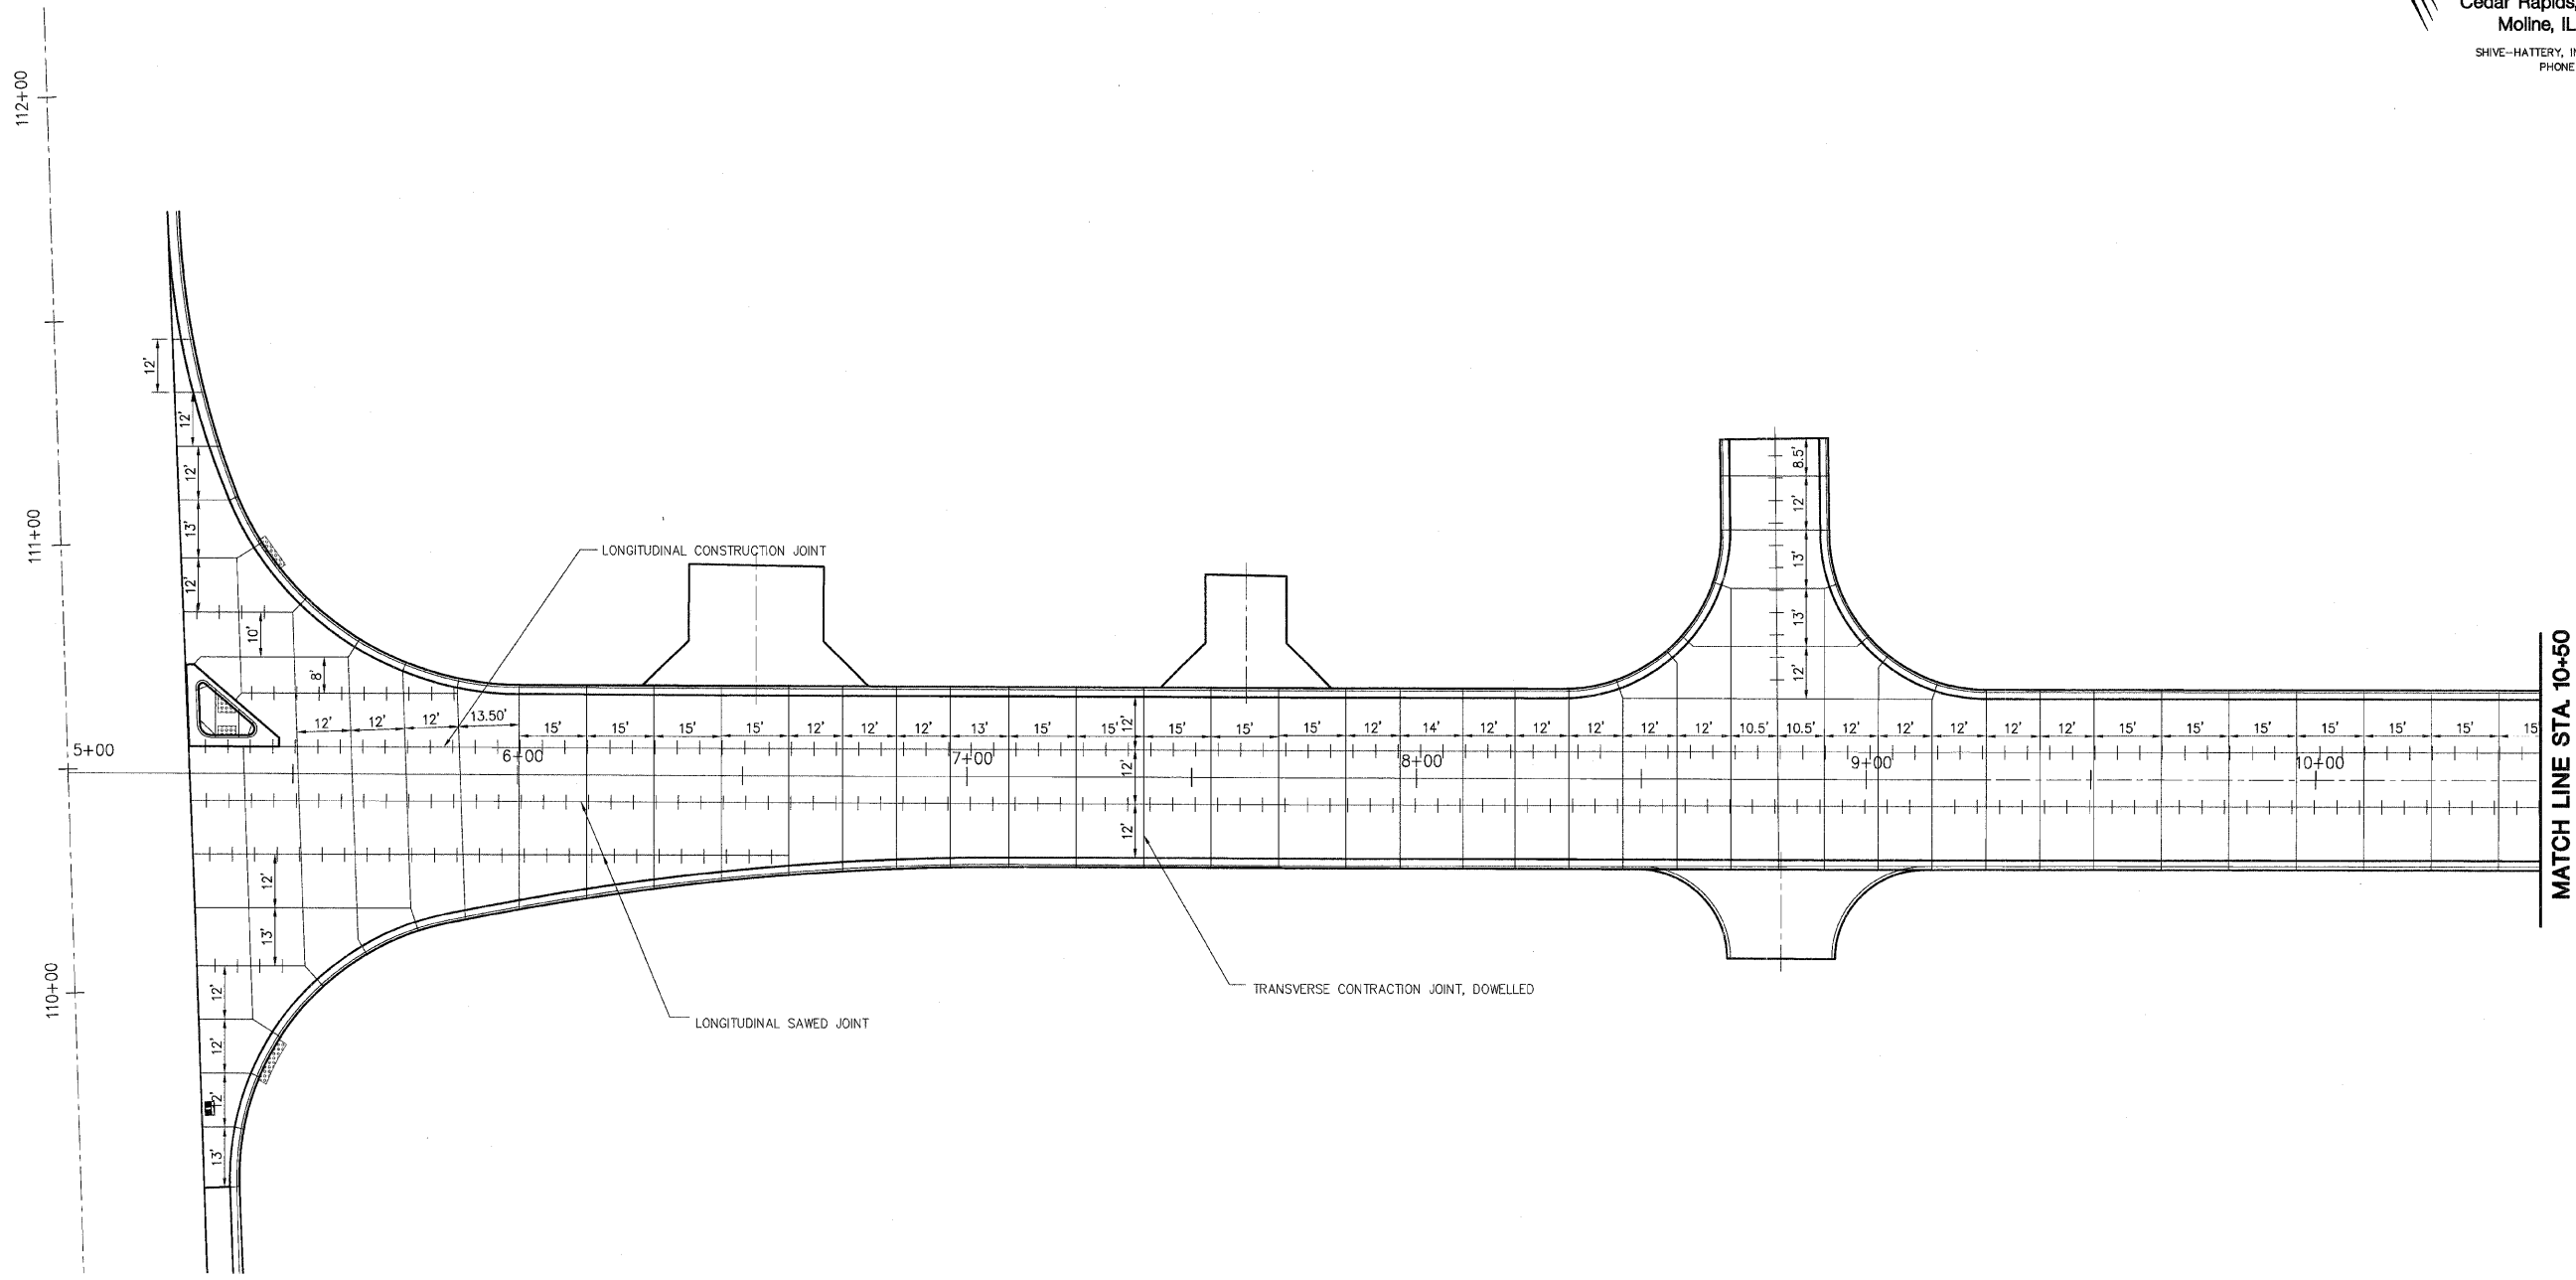 Cedar Rapids,
Moline, IL
SHIVE-HATTERY, I
PHONE
112+00
12'
12'
12'
13'
12'
10'
8'
111+00
LONGITUDINAL CONSTRUCTION JOINT
8.5'
12'
13'
13'
12'
12' 12' 12' 13.50' 15' 15' 15' 15' 12' 12' 12' 13' 15' 15' 15' 15' 15' 12' 14' 12' 12' 12' 12' 12' 10.5' 10.5' 12' 12' 12' 12' 12' 15' 15' 15' 15' 15' 15' 15
5+00 6+00 7+00 8+00 9+00 10+00
12'
12'
12'
MATCH LINE STA. 10+50
12'
13'
12'
12'
12'
13'
110+00
TRANSVERSE CONTRACTION JOINT, DOWELLED
LONGITUDINAL SAWED JOINT